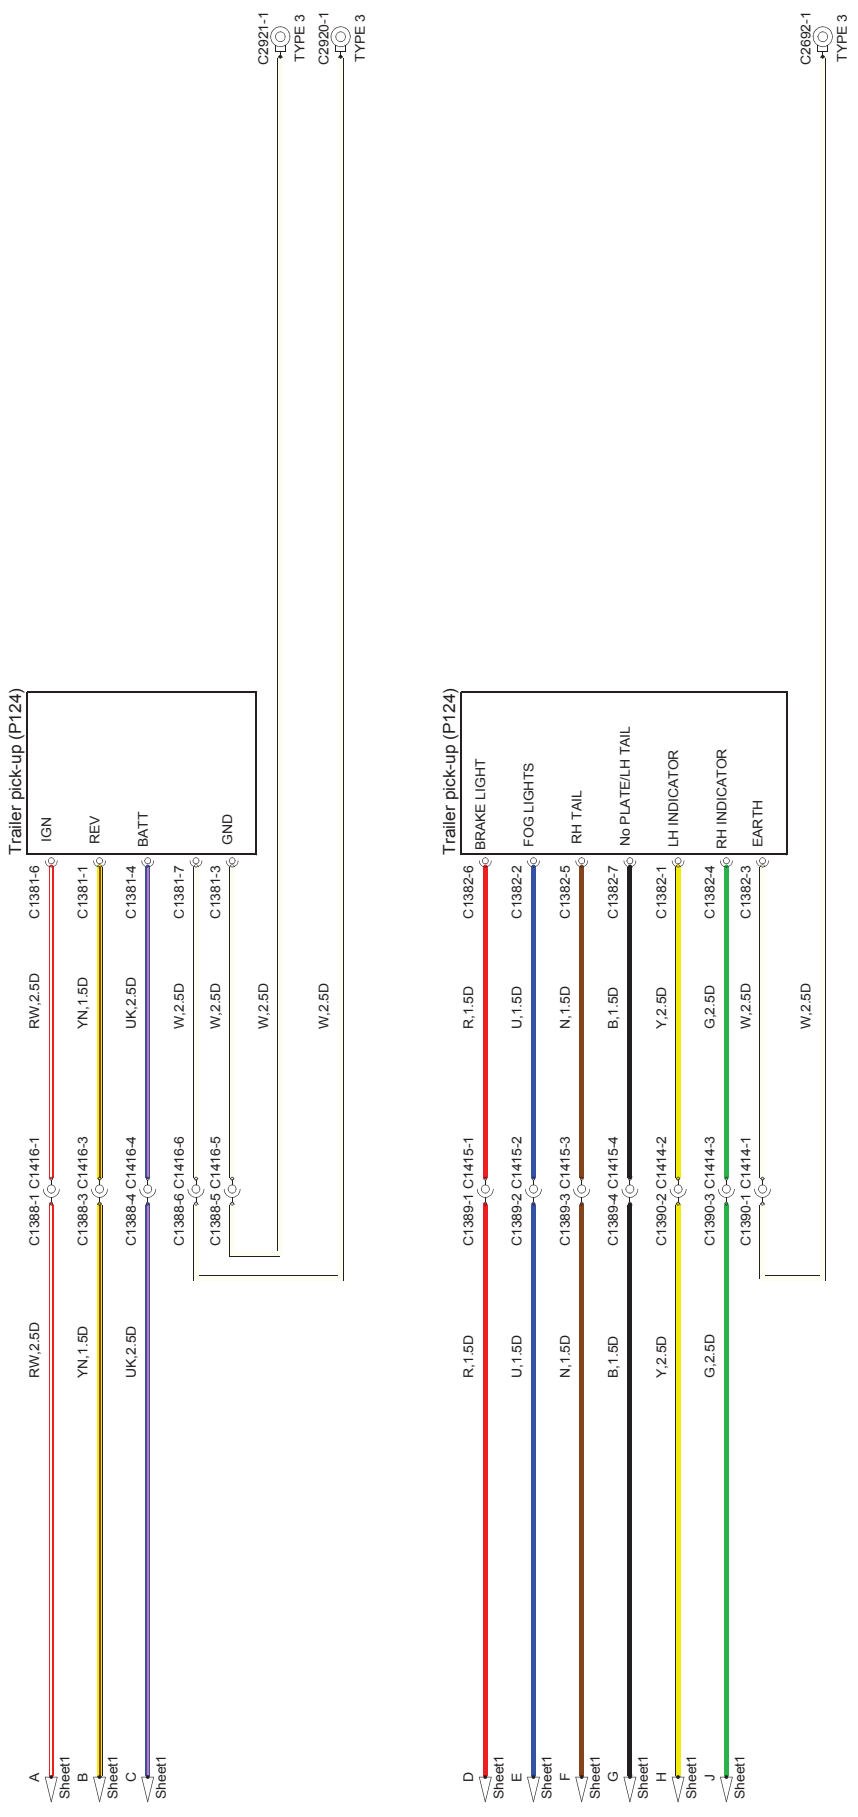 C2921-1
TYPE 3
C2920-1
TYPE 3
C2692-1
TYPE 3
Trailer pick-up (P124)
IGN
REV
BATT
GND
C1381-6
C1381-1
C1381-4
C1381-7
C1381-3
RW,2.5D
YN,1.5D
UK,2.5D
W,2.5D
W,2.5D
W,2.5D
W,2.5D
C1388-1 C1416-1
C1388-3 C1416-3
C1388-4 C1416-4
C1388-6 C1416-6
C1388-5 C1416-5
RW,2.5D
YN,1.5D
UK,2.5D
A
Sheet1
B
Sheet1
C
Sheet1
Trailer pick-up (P124)
BRAKE LIGHT
FOG LIGHTS
RH TAIL
No PLATE/LH TAIL
LH INDICATOR
RH INDICATOR
EARTH
C1382-6
C1382-2
C1382-5
C1382-7
C1382-1
C1382-4
C1382-3
R,1.5D
U,1.5D
N,1.5D
B,1.5D
Y,2.5D
G,2.5D
W,2.5D
W,2.5D
C1389-1 C1415-1
C1389-2 C1415-2
C1389-3 C1415-3
C1389-4 C1415-4
C1390-2 C1414-2
C1390-3 C1414-3
C1390-1 C1414-1
R,1.5D
U,1.5D
N,1.5D
B,1.5D
Y,2.5D
G,2.5D
D
Sheet1
E
Sheet1
F
Sheet1
G
Sheet1
H
Sheet1
J
Sheet1